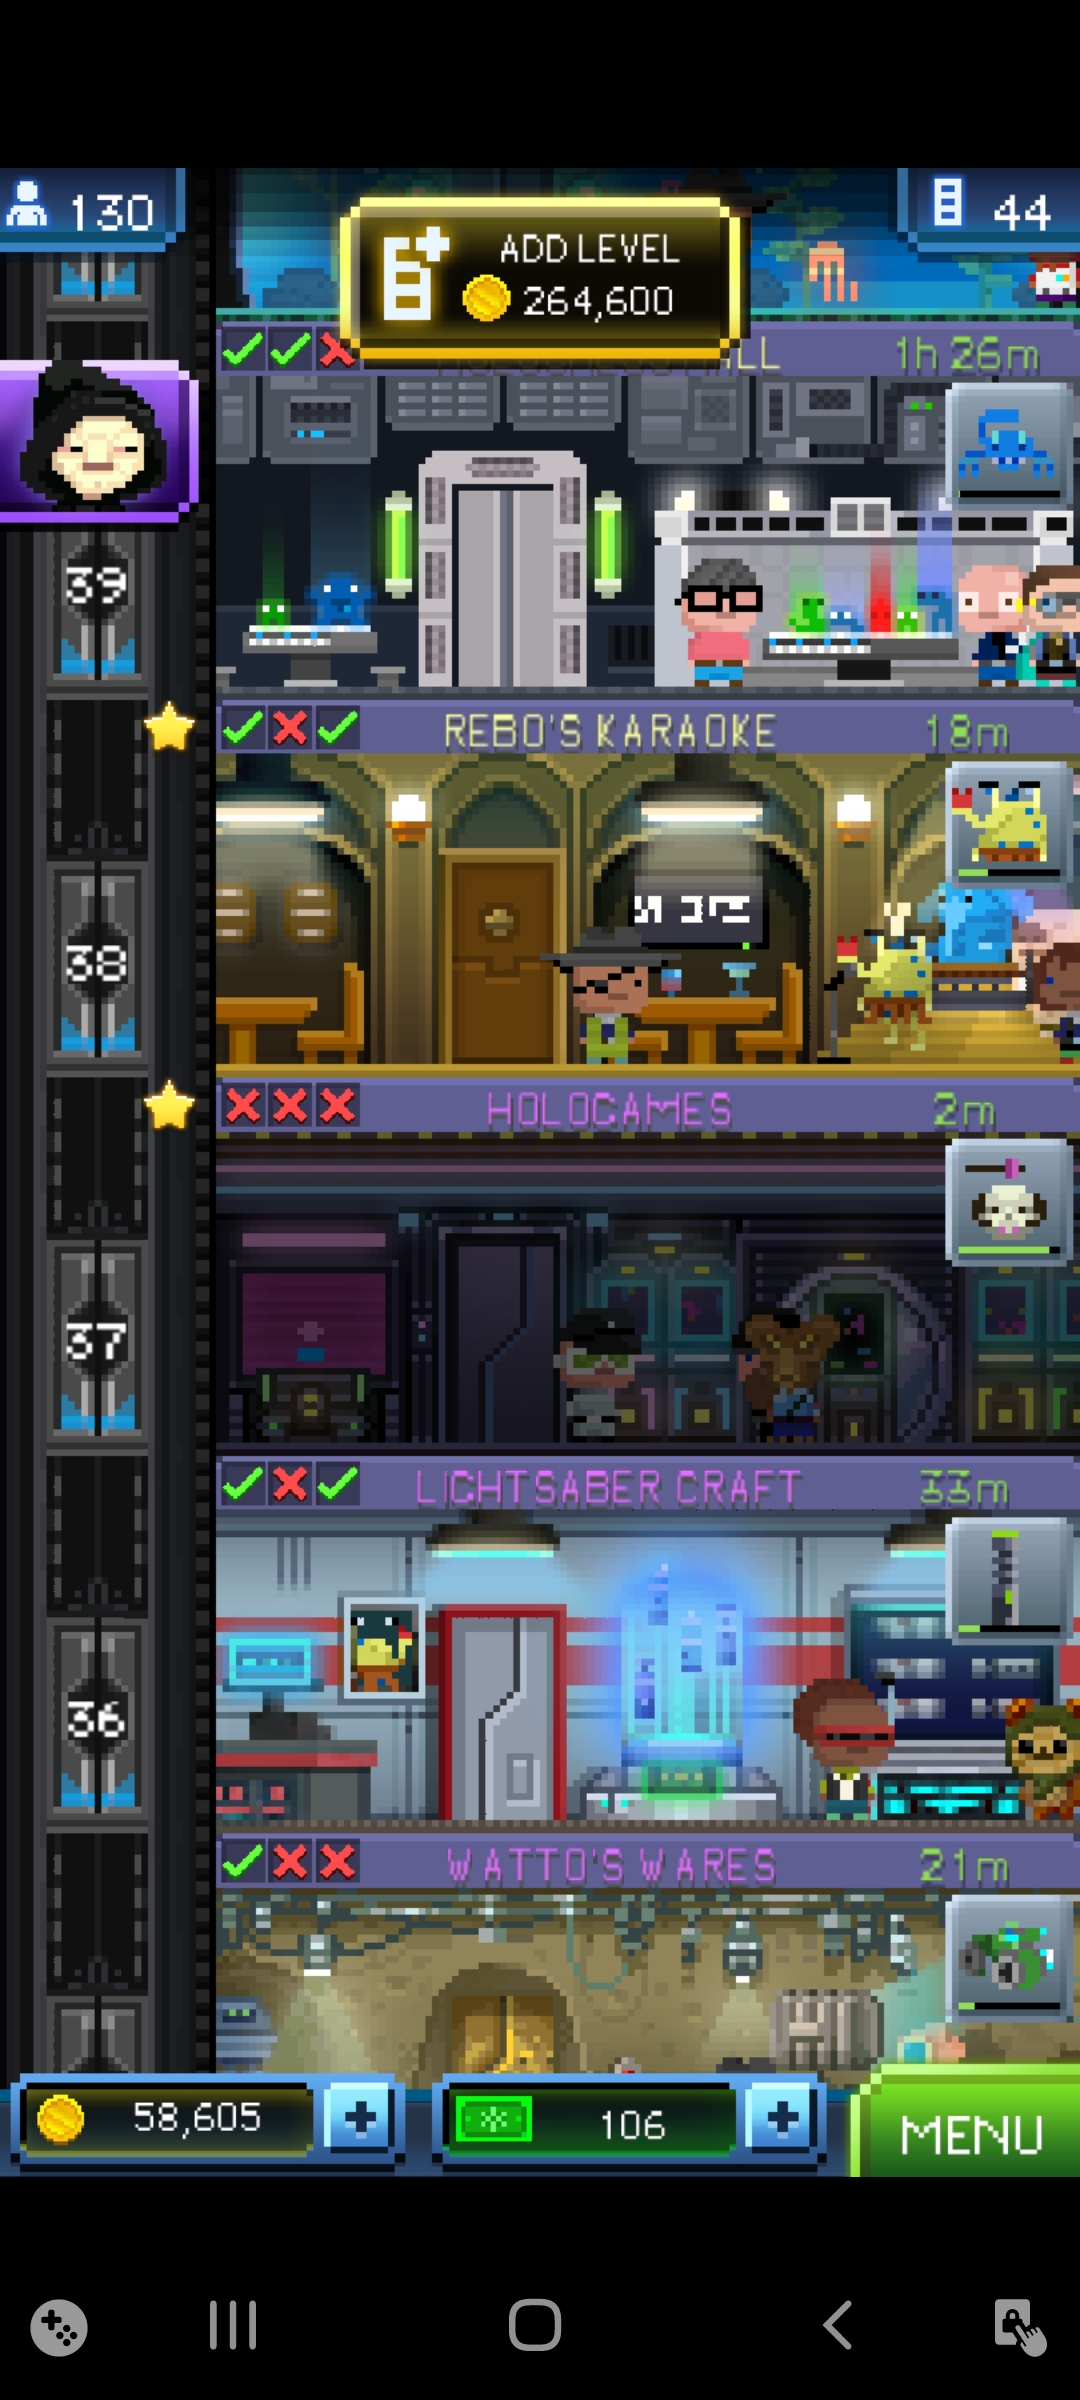 130
ADD LEVEL
264,600
44
LL
1h 26m
39
REBO'S KARAOKE
18m
38
HOLOGAMES
2m
37
LIGHTSABER CRAFT
33m
36
WATTO'S WARES
21m
58,605
106
MENU